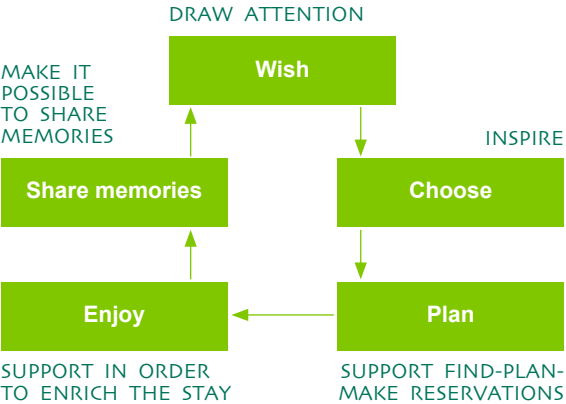 DRAW ATTENTION
Wish
MAKE IT
POSSIBLE
TO SHARE
MEMORIES
INSPIRE
Share memories
Choose
Enjoy
Plan
SUPPORT IN ORDER
TO ENRICH THE STAY
SUPPORT FIND-PLAN-
MAKE RESERVATIONS